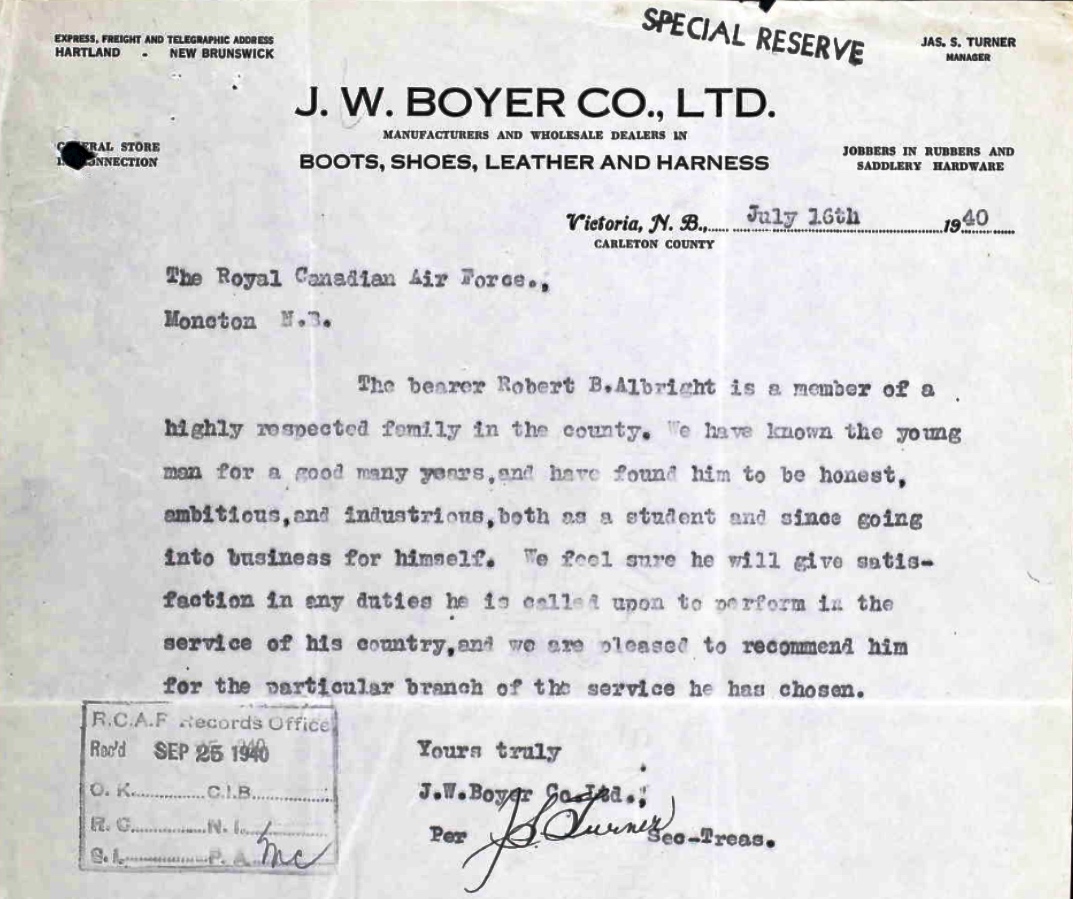 SPECIAL RESERVE
EXPRESS, FREIGHT AND TELEGRAPHIC ADDRESS
HARTLAND - NEW BRUNSWICK
JAS. S. TURNER
MANAGER
J. W. BOYER CO., LTD.
MANUFACTURERS AND WHOLESALE DEALERS IN
BOOTS, SHOES, LEATHER AND HARNESS
GENERAL STORE
IN CONNECTION
JOBBERS IN RUBBERS AND
SADDLERY HARDWARE
Victoria, N. B., July 16th 1940
CARLETON COUNTY
The Royal Canadian Air Force.,
Moncton N.B.
The bearer Robert B.Albright is a member of a
highly respected family in the county. We have known the young
man for a good many years,and have found him to be honest,
ambitious,and industrious,both as a student and since going
into business for himself. We feel sure he will give satis-
faction in any duties he is called upon to perform in the
service of his country,and we are pleased to recommend him
for the particular branch of the service he has chosen.
R.C.A.F Records Office
Rec'd SEP 25 1940
O. K. C.I.B.
R. C. N. I.
S. I. P. A. Mc
Yours truly
J.W.Boyer Co.Ltd.,
Per J S. Turner Sec-Treas.